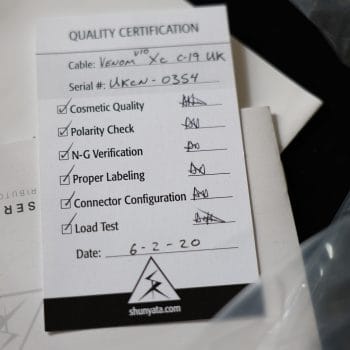 QUALITY CERTIFICATION
Cable: VENOM V10 XC C-19 UK
Serial #: UKCN-0354
Cosmetic Quality
Polarity Check
N-G Verification
Proper Labeling
Connector Configuration
Load Test
Date: 6-2-20
shunyata.com